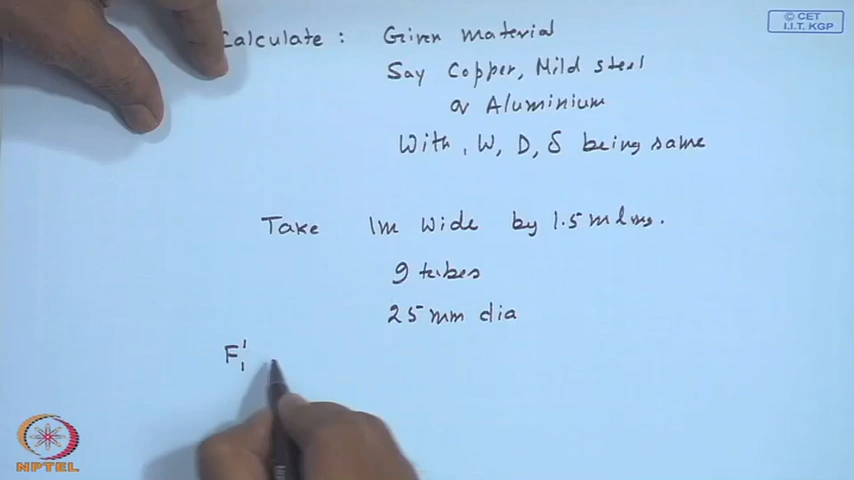 © CET
I.I.T. KGP
Calculate : Given material
Say Copper, Mild steel
or Aluminium
With, W, D, δ being same
Take 1m wide by 1.5 m long.
9 tubes
25 mm dia
F₁'
NPTEL